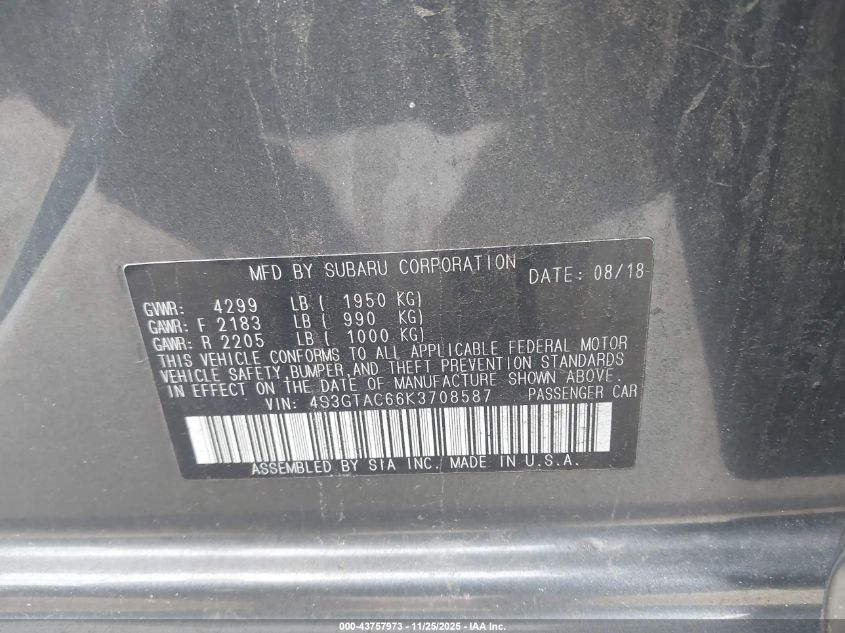 MFD BY SUBARU CORPORATION DATE: 08/18
GVWR: 4299 LB ( 1950 KG)
GAWR: F 2183 LB ( 990 KG)
GAWR: R 2205 LB ( 1000 KG)
THIS VEHICLE CONFORMS TO ALL APPLICABLE FEDERAL MOTOR
VEHICLE SAFETY, BUMPER, AND THEFT PREVENTION STANDARDS
IN EFFECT ON THE DATE OF MANUFACTURE SHOWN ABOVE.
VIN: 4S3GTAC66K3708587 PASSENGER CAR
ASSEMBLED BY SIA INC. MADE IN U.S.A.
000-43757973 - 11/25/2025 - IAA Inc.